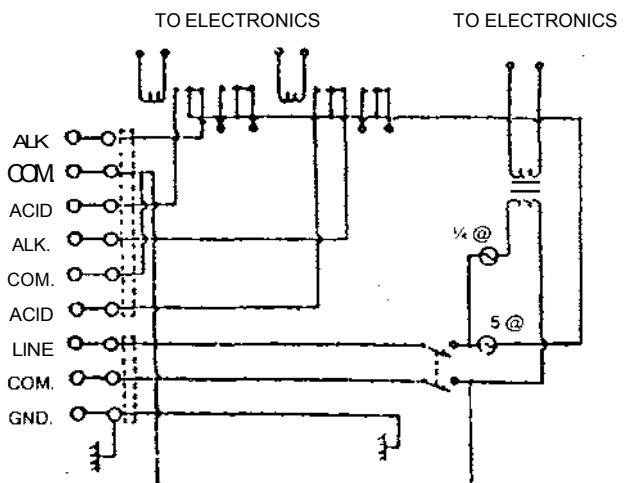 TO ELECTRONICS
TO ELECTRONICS
ALK
COM.
ACID
ALK.
COM.
ACID
LINE
COM.
GND.
¼ @
5 @